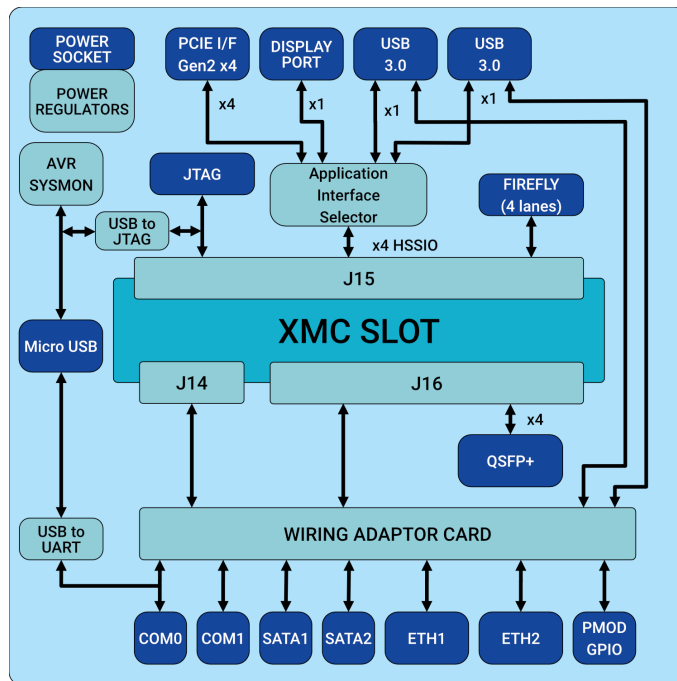 POWER
SOCKET
POWER
REGULATORS
PCIE I/F
Gen2 x4
DISPLAY
PORT
USB
3.0
USB
3.0
x4
x1
x1
x1
AVR
SYSMON
JTAG
Application
Interface
Selector
FIREFLY
(4 lanes)
USB to
JTAG
x4 HSSIO
J15
XMC SLOT
Micro USB
J14
J16
x4
QSFP+
USB to
UART
WIRING ADAPTOR CARD
COM0
COM1
SATA1
SATA2
ETH1
ETH2
PMOD
GPIO